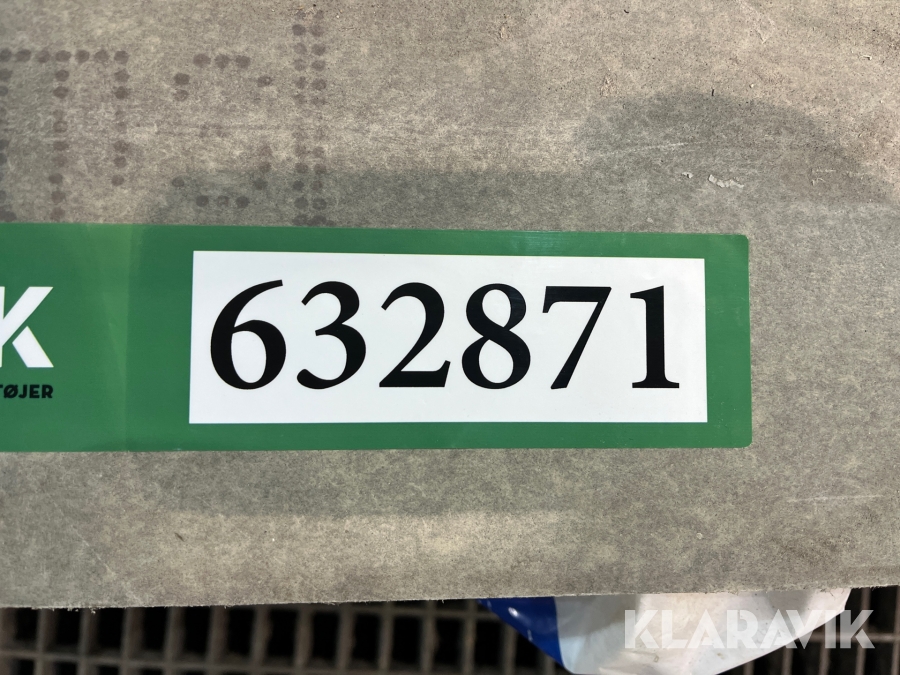 K
TØJER
632871
KLARAVIK